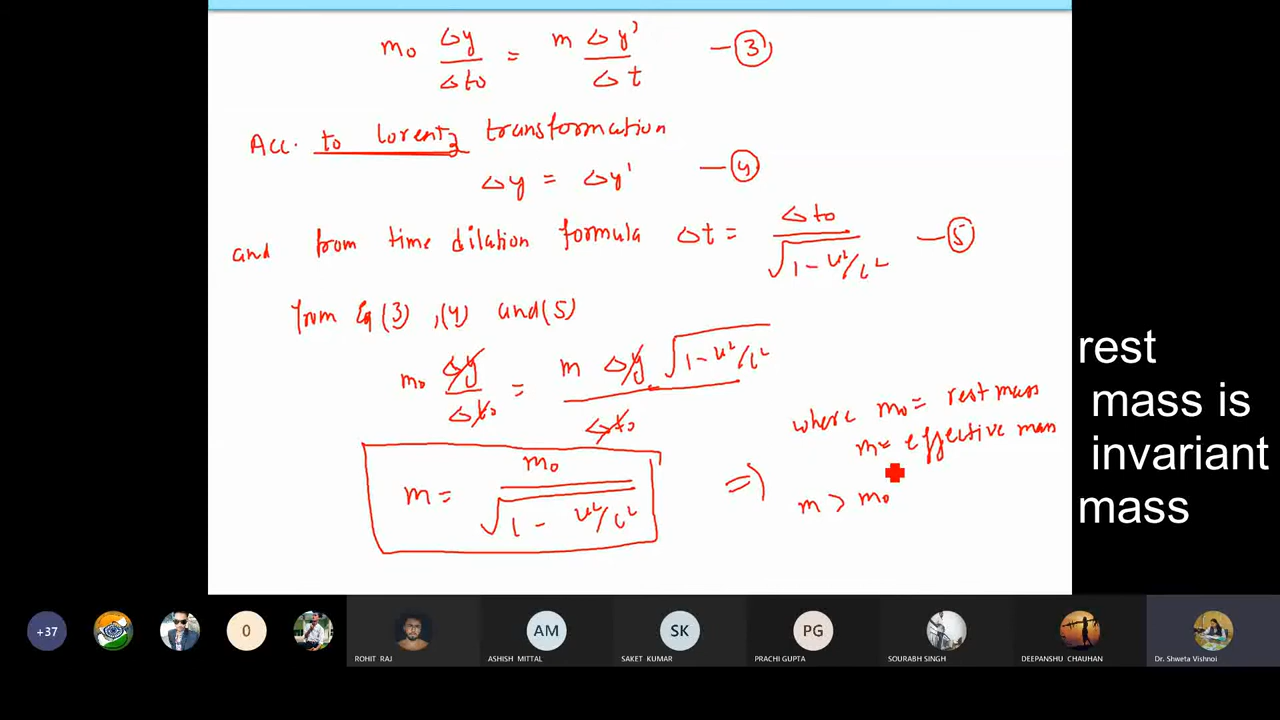 m₀ Δy/Δt₀ = m Δy'/Δt —③
Acc. to Lorentz transformation
Δy = Δy' —④
and from time dilation formula Δt = Δt₀/√(1 - u²/c²) —⑤
from Eq (3), (4) and (5)
m₀ Δy/Δt₀ = m Δy √(1 - u²/c²)/Δt₀
where m₀ = rest mass
m = effective mass
m = m₀/√(1 - u²/c²) ⇒ m > m₀
rest
mass is
invariant
mass
+37
0
AM
SK
PG
ROHIT RAJ
ASHISH MITTAL
SAKET KUMAR
PRACHI GUPTA
SOURABH SINGH
DEEPANSHU CHAUHAN
Dr. Shweta Vishnoi